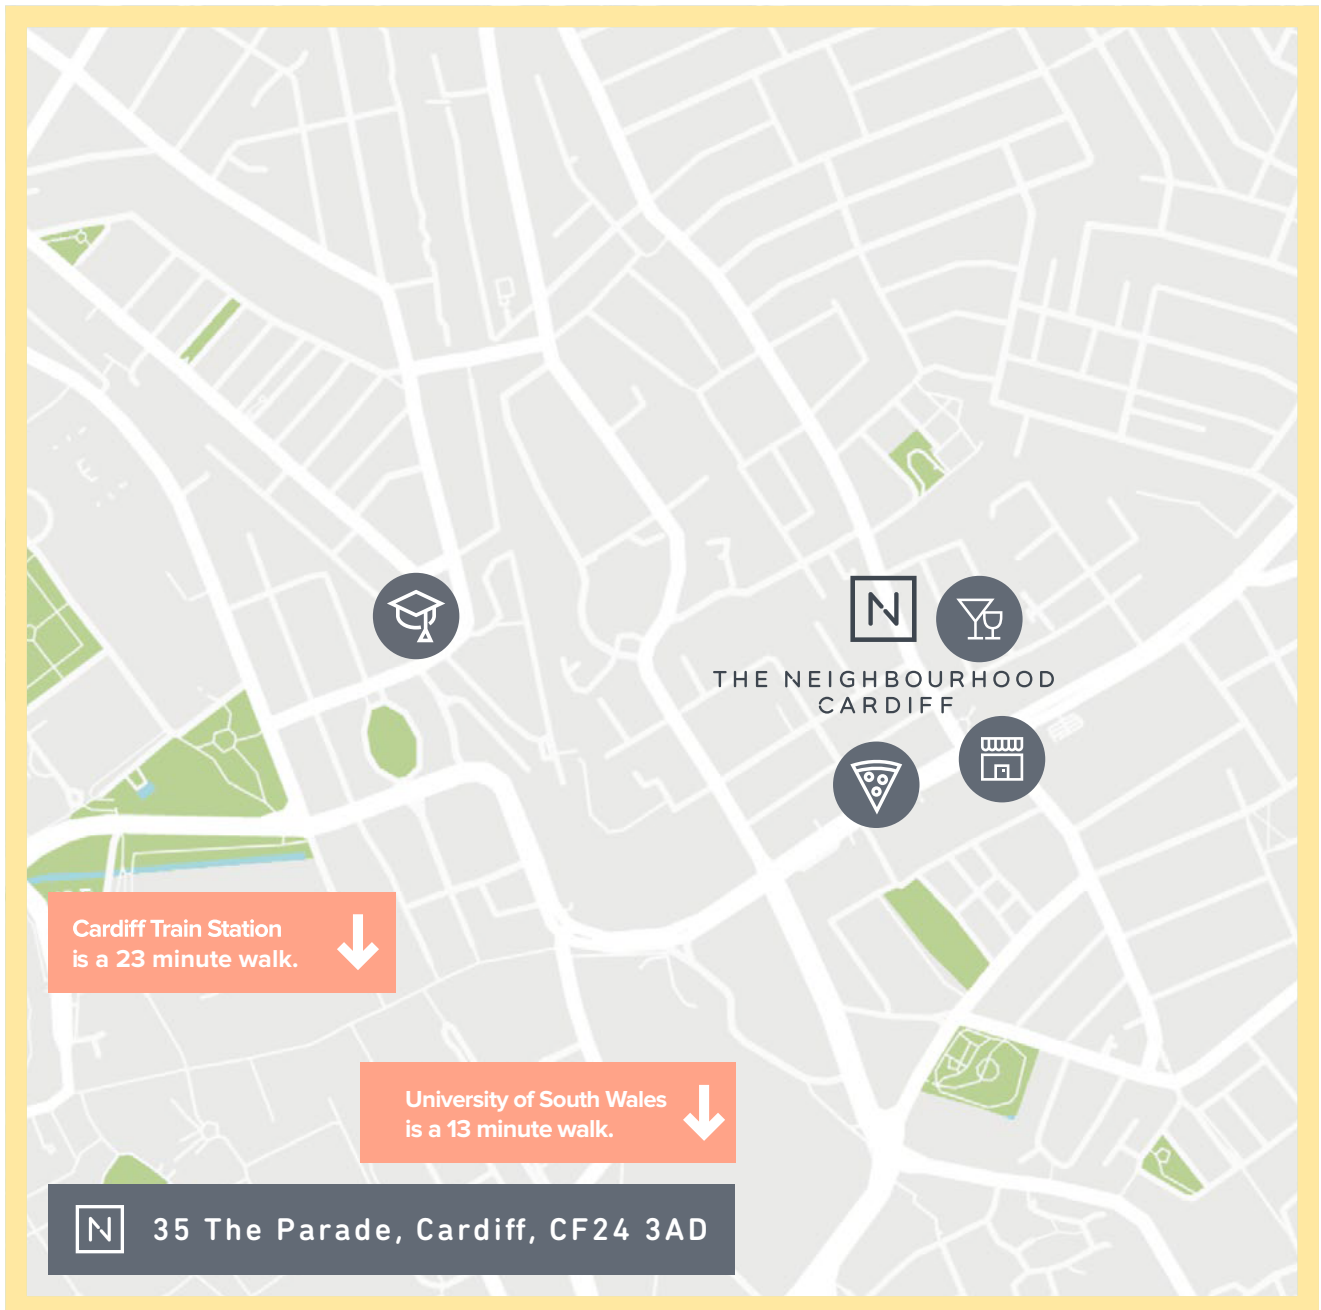 N
THE NEIGHBOURHOOD
CARDIFF
Cardiff Train Station
is a 23 minute walk.
University of South Wales
is a 13 minute walk.
N 35 The Parade, Cardiff, CF24 3AD